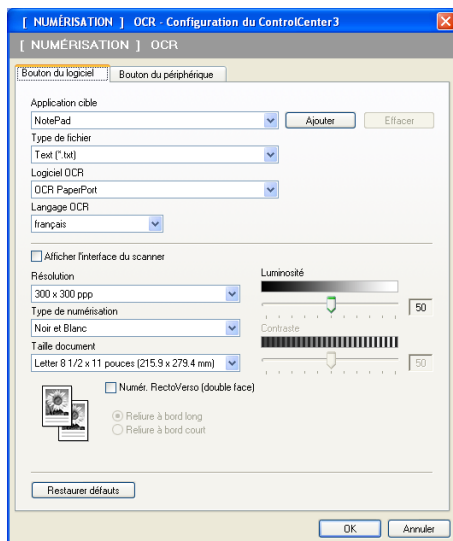 [ NUMÉRISATION ] OCR - Configuration du ControlCenter3
[ NUMÉRISATION ] OCR
Bouton du logiciel Bouton du périphérique
Application cible
NotePad Ajouter Effacer
Type de fichier
Text (*.txt)
Logiciel OCR
OCR PaperPort
Langage OCR
français
Afficher l'interface du scanner
Résolution Luminosité
300 x 300 ppp 50
Type de numérisation
Noir et Blanc Contraste
Taille document
Letter 8 1/2 x 11 pouces (215.9 x 279.4 mm) 50
Numér. RectoVerso (double face)
Reliure à bord long
Reliure à bord court
Restaurer défauts
OK Annuler